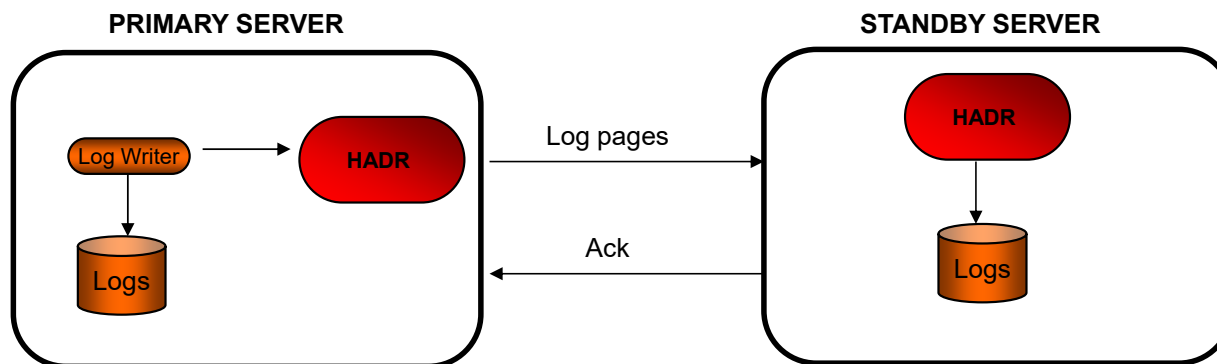 PRIMARY SERVER
STANDBY SERVER
Log Writer
HADR
Logs
Log pages
Ack
HADR
Logs